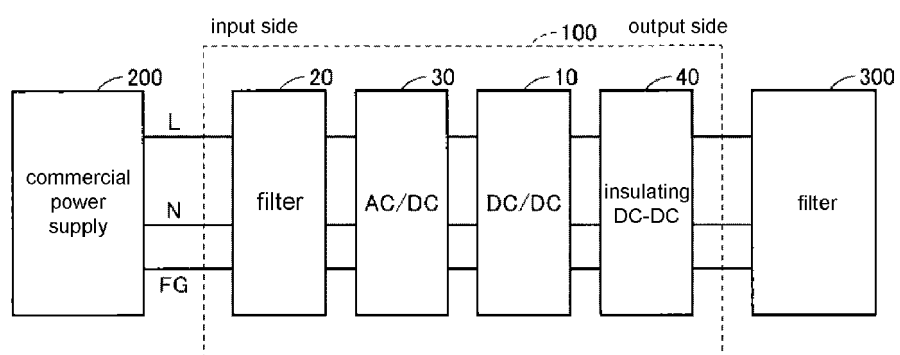 input side
100
output side
200
20
30
10
40
300
L
N
FG
commercial
power
supply
filter
AC/DC
DC/DC
insulating
DC-DC
filter